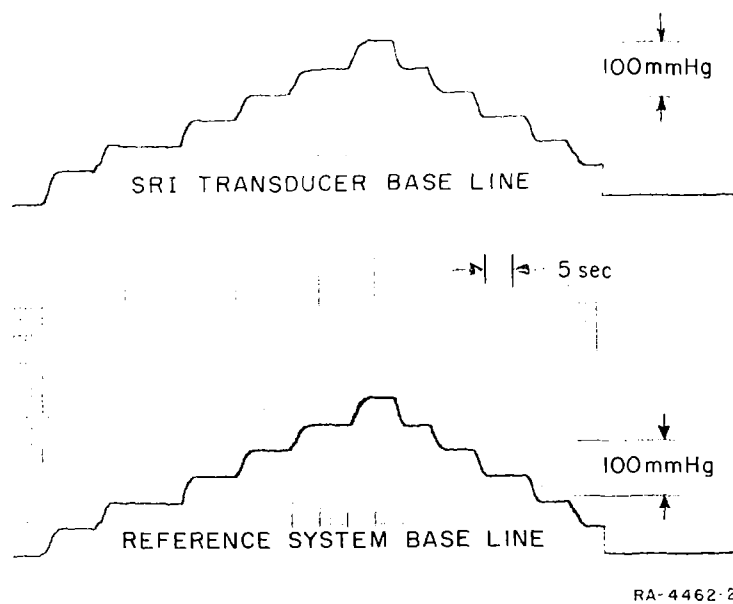 100mmHg
SRI TRANSDUCER BASE LINE
5 sec
100mmHg
REFERENCE SYSTEM BASE LINE
RA-4462-2